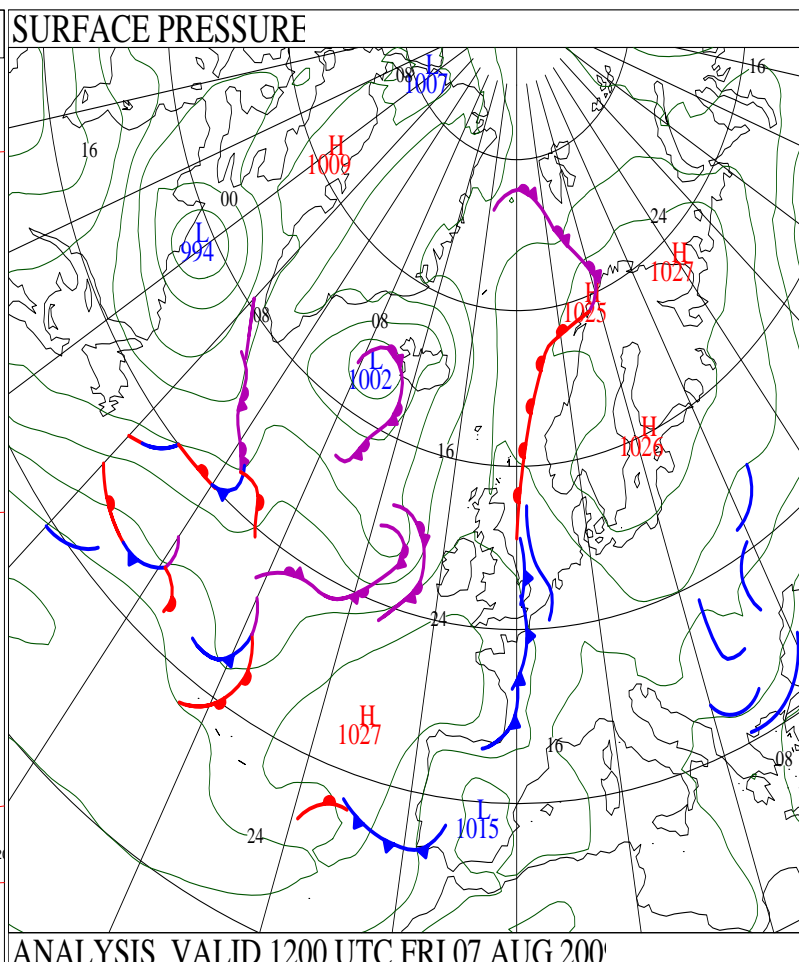 SURFACE PRESSURE
L
1007
08
16
16
H
1009
00
L
994
24
H
1027
H
1025
08
08
L
1002
H
1026
16
24
H
1027
16
08
L
1015
24
ANALYSIS VALID 1200 UTC FRI 07 AUG